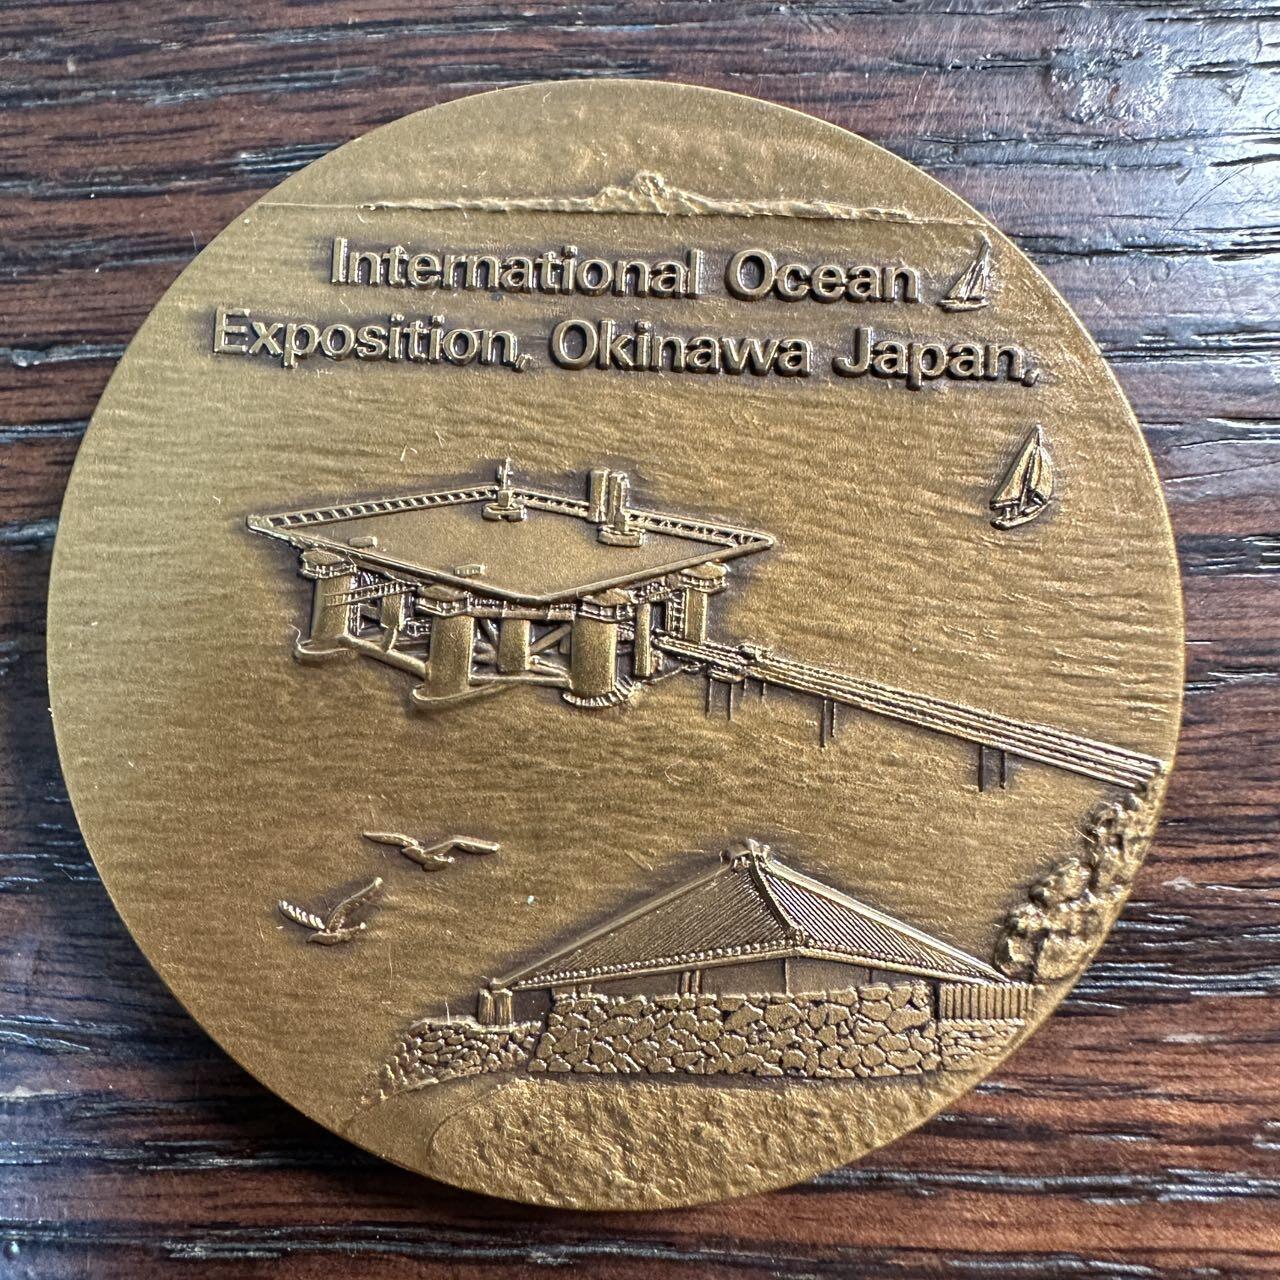 International Ocean
Exposition, Okinawa Japan,